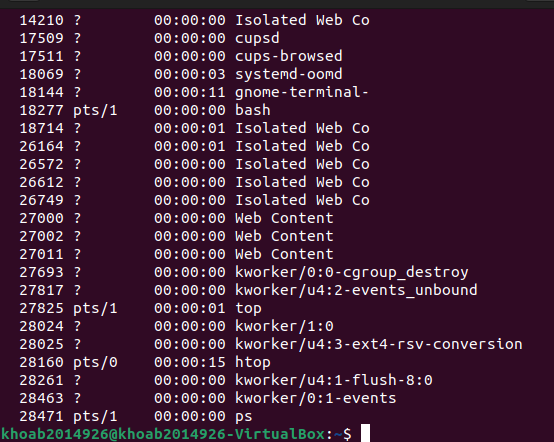 14210 ?        00:00:00 Isolated Web Co
17509 ?        00:00:00 cupsd
17511 ?        00:00:00 cups-browsed
18069 ?        00:00:03 systemd-oomd
18144 ?        00:00:11 gnome-terminal-
18277 pts/1    00:00:00 bash
18714 ?        00:00:01 Isolated Web Co
26164 ?        00:00:01 Isolated Web Co
26572 ?        00:00:00 Isolated Web Co
26612 ?        00:00:00 Isolated Web Co
26749 ?        00:00:00 Isolated Web Co
27000 ?        00:00:00 Web Content
27002 ?        00:00:00 Web Content
27011 ?        00:00:00 Web Content
27693 ?        00:00:00 kworker/0:0-cgroup_destroy
27817 ?        00:00:00 kworker/u4:2-events_unbound
27825 pts/1    00:00:01 top
28024 ?        00:00:00 kworker/1:0
28025 ?        00:00:00 kworker/u4:3-ext4-rsv-conversion
28160 pts/0    00:00:15 htop
28261 ?        00:00:00 kworker/u4:1-flush-8:0
28463 ?        00:00:00 kworker/0:1-events
28471 pts/1    00:00:00 ps
khoab2014926@khoab2014926-VirtualBox:~$